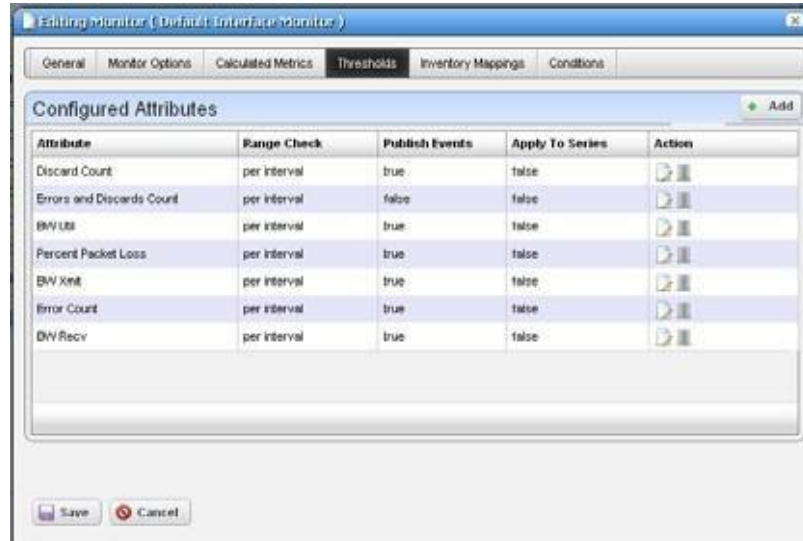 Editing Monitor ( Default Interface Monitor )
General Monitor Options Calculated Metrics Thresholds Inventory Mappings Conditions
Configured Attributes Add
Attribute Range Check Publish Events Apply To Series Action
Discard Count per interval true false
Errors and Discards Count per interval false false
BW Util per interval true false
Percent Packet Loss per interval true false
BW Xmit per interval true false
Error Count per interval true false
BW Recv per interval true false
Save Cancel